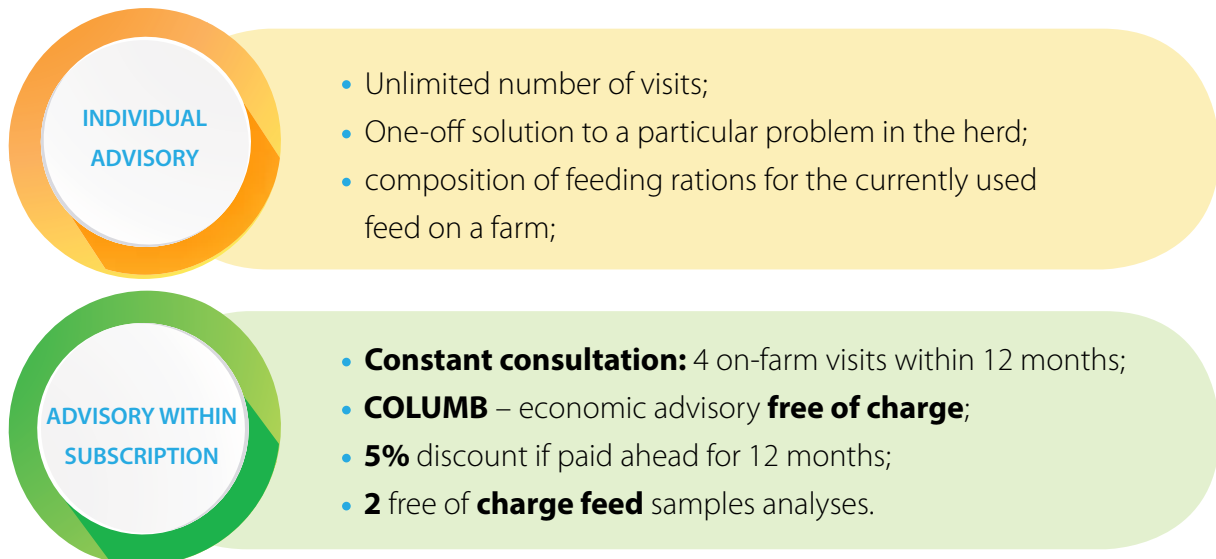 INDIVIDUAL
ADVISORY
• Unlimited number of visits;
• One-off solution to a particular problem in the herd;
• composition of feeding rations for the currently used
feed on a farm;
ADVISORY WITHIN
SUBSCRIPTION
• Constant consultation: 4 on-farm visits within 12 months;
• COLUMB – economic advisory free of charge;
• 5% discount if paid ahead for 12 months;
• 2 free of charge feed samples analyses.